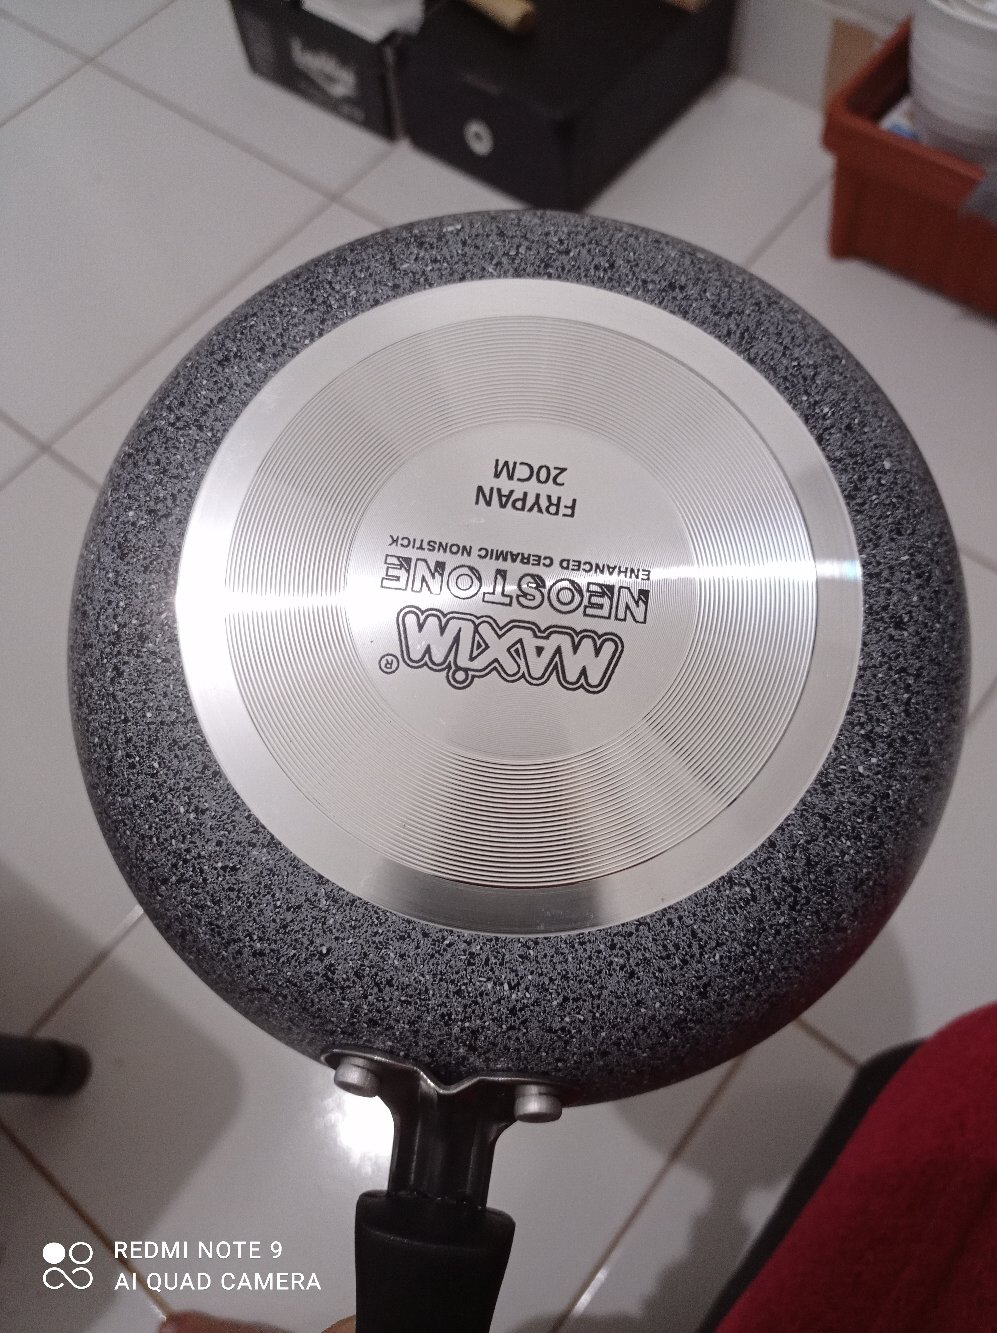 MAXIM®
NEOSTONE
ENHANCED CERAMIC NONSTICK
FRYPAN
20CM
REDMI NOTE 9
AI QUAD CAMERA